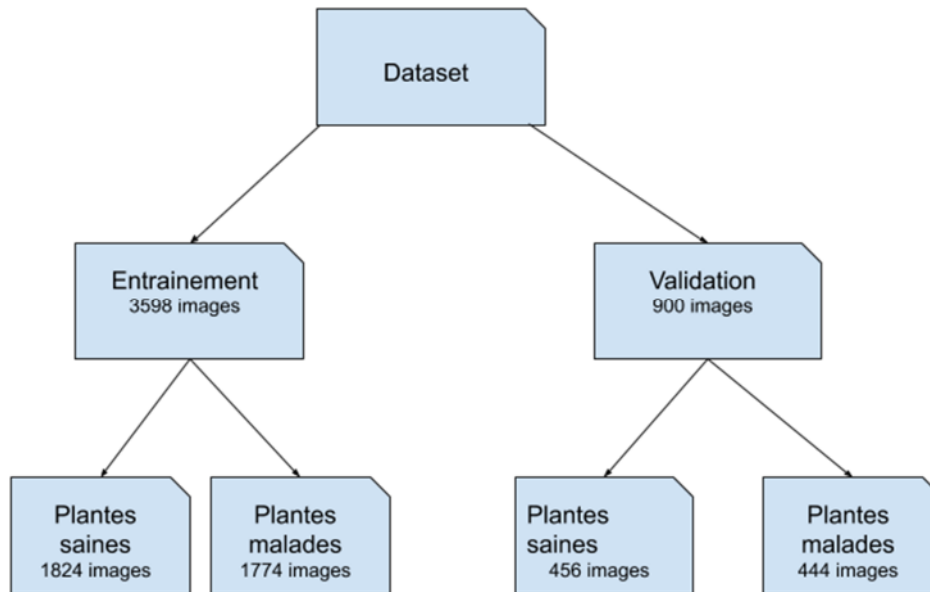 Dataset
Entrainement
3598 images
Validation
900 images
Plantes
saines
1824 images
Plantes
malades
1774 images
Plantes
saines
456 images
Plantes
malades
444 images